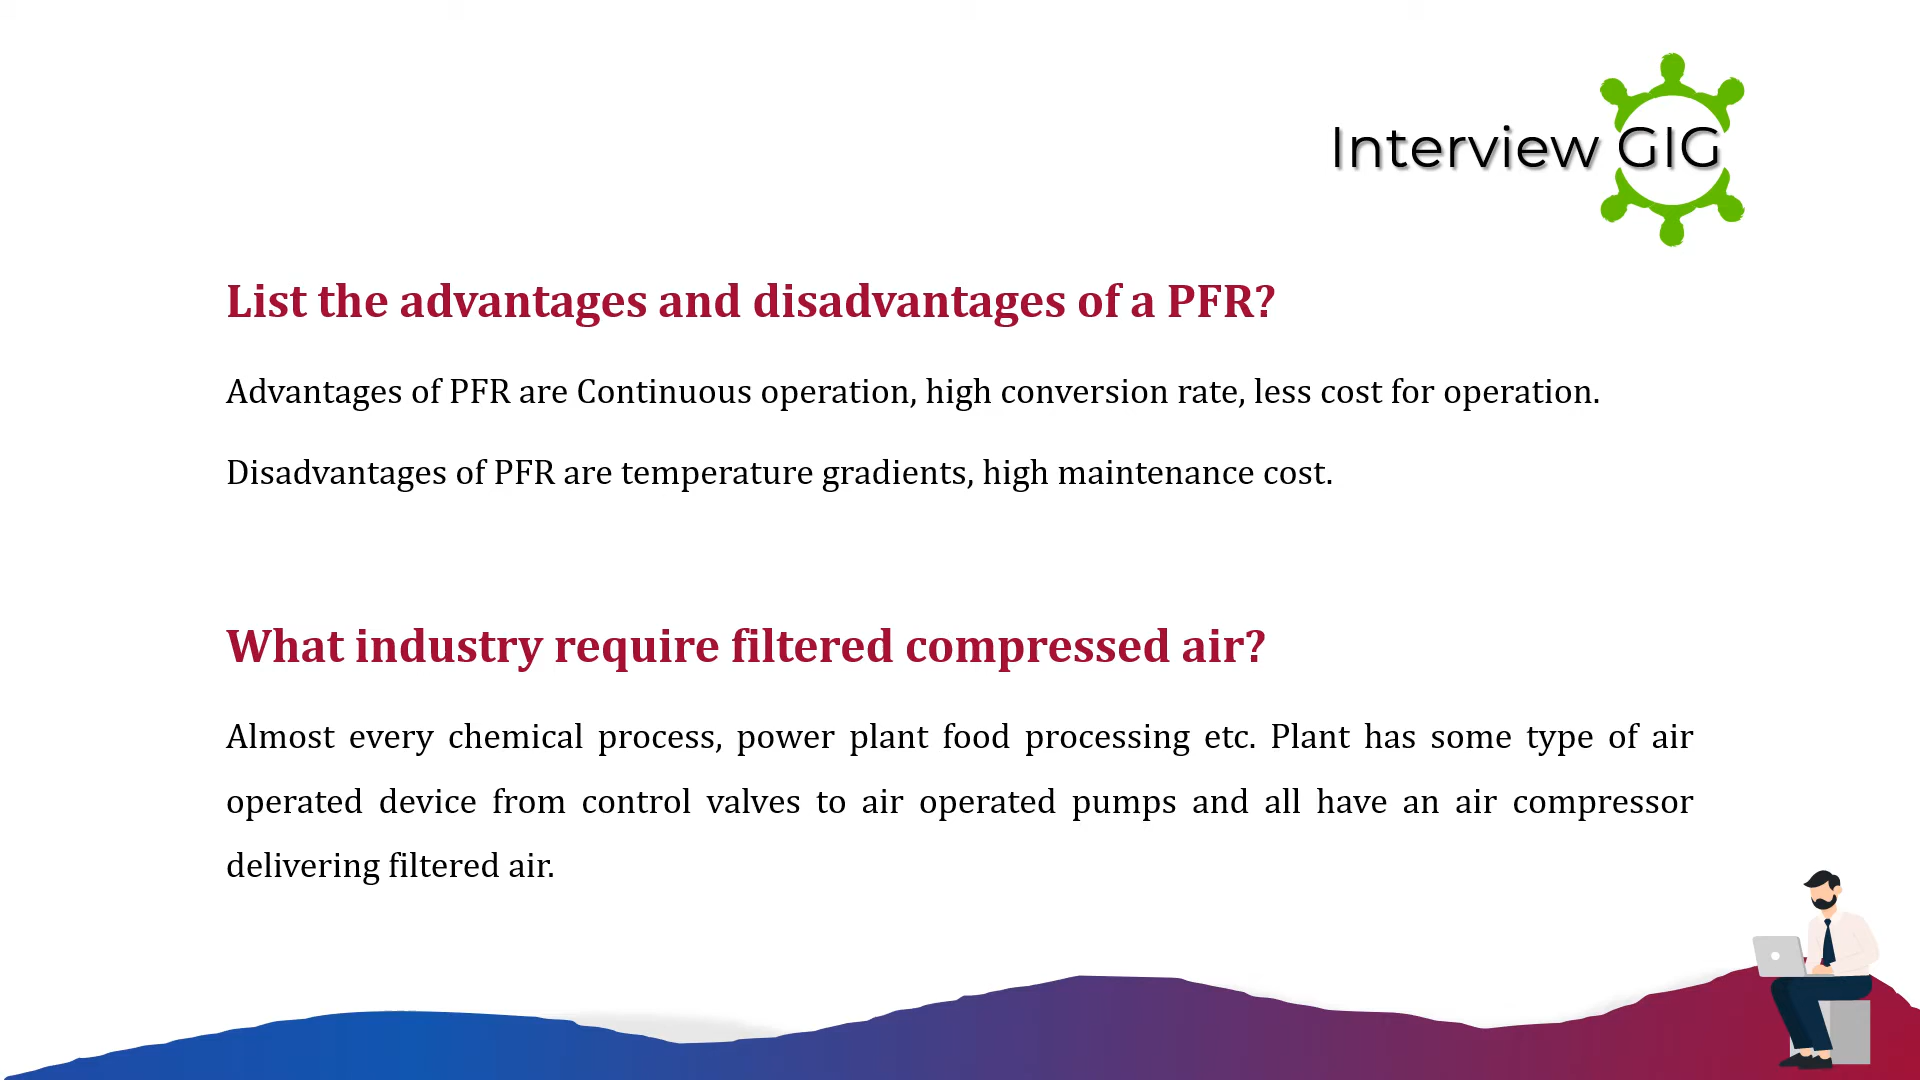 Interview GIG
List the advantages and disadvantages of a PFR?
Advantages of PFR are Continuous operation, high conversion rate, less cost for operation.
Disadvantages of PFR are temperature gradients, high maintenance cost.
What industry require filtered compressed air?
Almost every chemical process, power plant food processing etc. Plant has some type of air
operated device from control valves to air operated pumps and all have an air compressor
delivering filtered air.